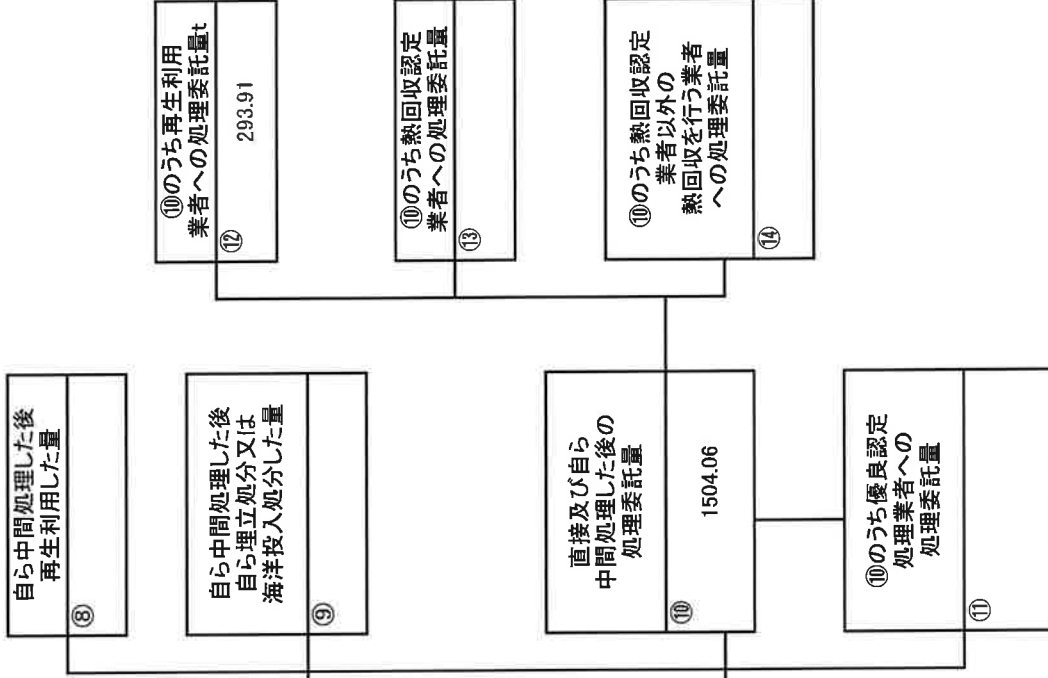 自ら中間処理した後
再生利用した量
⑧
自ら中間処理した後
自ら埋立処分又は
海洋投入処分した量
⑨
直接及び自ら
中間処理した後の
処理委託量
⑩
1504.06
⑩のうち優良認定
処理業者への
処理委託量
⑪
⑩のうち再生利用
業者への処理委託量t
⑫
293.91
⑩のうち熱回収認定
業者への処理委託量
⑬
⑩のうち熱回収認定
業者以外の
熱回収を行う業者
への処理委託量
⑭